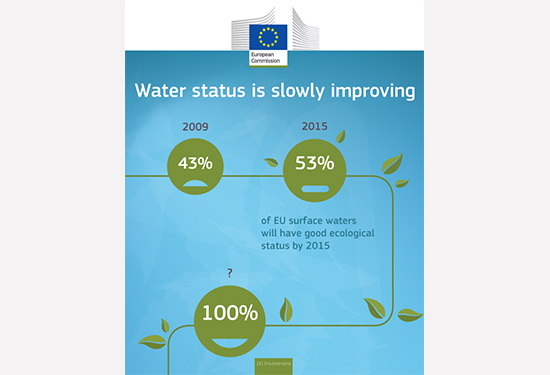 European
Commission
Water status is slowly improving
2009
2015
43%
53%
of EU surface waters
will have good ecological
status by 2015
?
100%
DG Environment